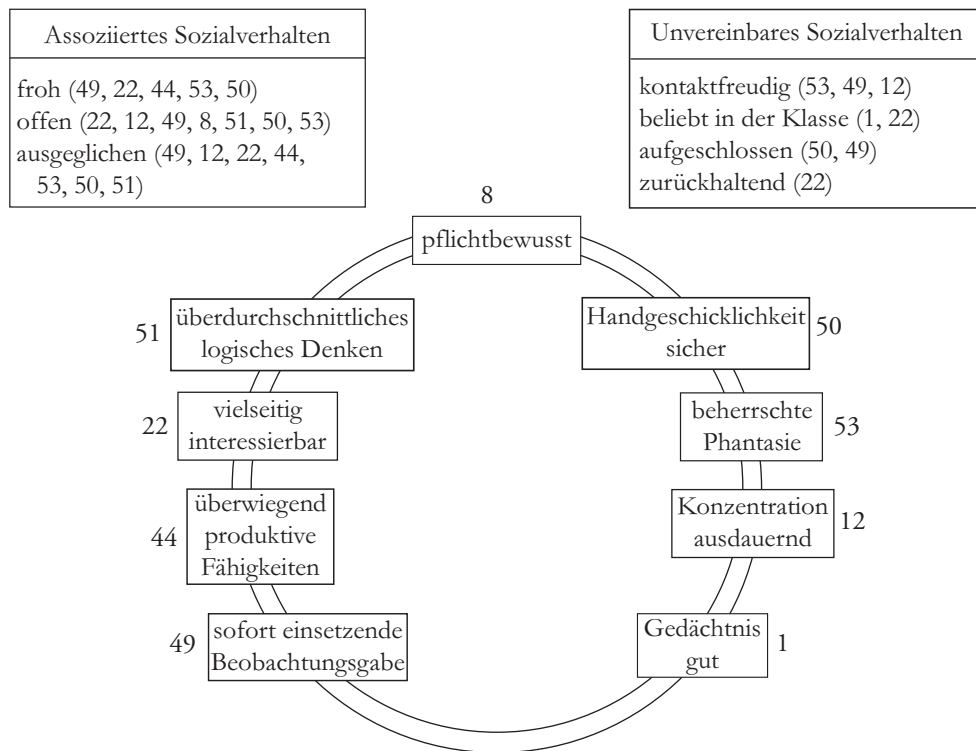 Assoziiertes Sozialverhalten
froh (49, 22, 44, 53, 50)
offen (22, 12, 49, 8, 51, 50, 53)
ausgeglichen (49, 12, 22, 44,
53, 50, 51)
Unvereinbares Sozialverhalten
kontaktfreudig (53, 49, 12)
beliebt in der Klasse (1, 22)
aufgeschlossen (50, 49)
zurückhaltend (22)
8
pflichtbewusst
51
überdurchschnittliches
logisches Denken
Handgeschicklichkeit
sicher
50
22
vielseitig
interessierbar
beherrschte
Phantasie
53
44
überwiegend
produktive
Fähigkeiten
Konzentration
ausdauernd
12
49
sofort einsetzende
Beobachtungsgabe
Gedächtnis
gut
1